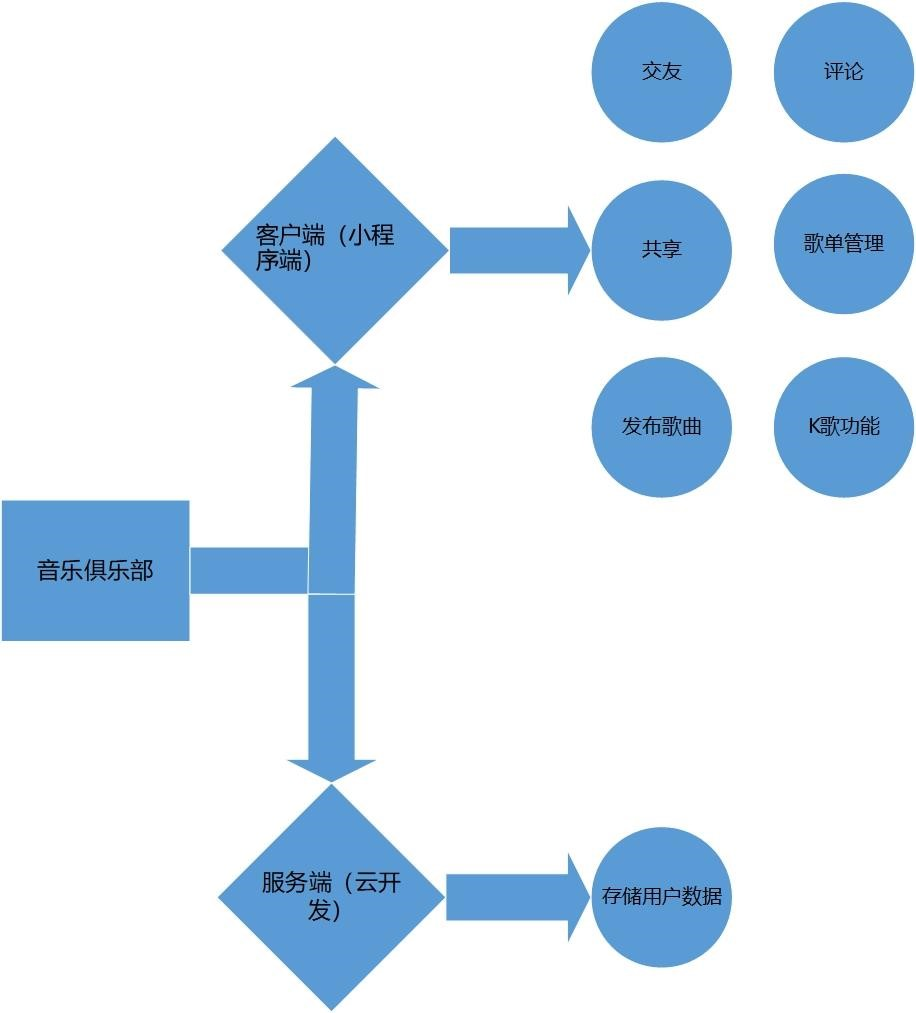 交友
评论
客户端（小程
序端）
共享
歌单管理
发布歌曲
K歌功能
音乐俱乐部
服务端（云开
发）
存储用户数据